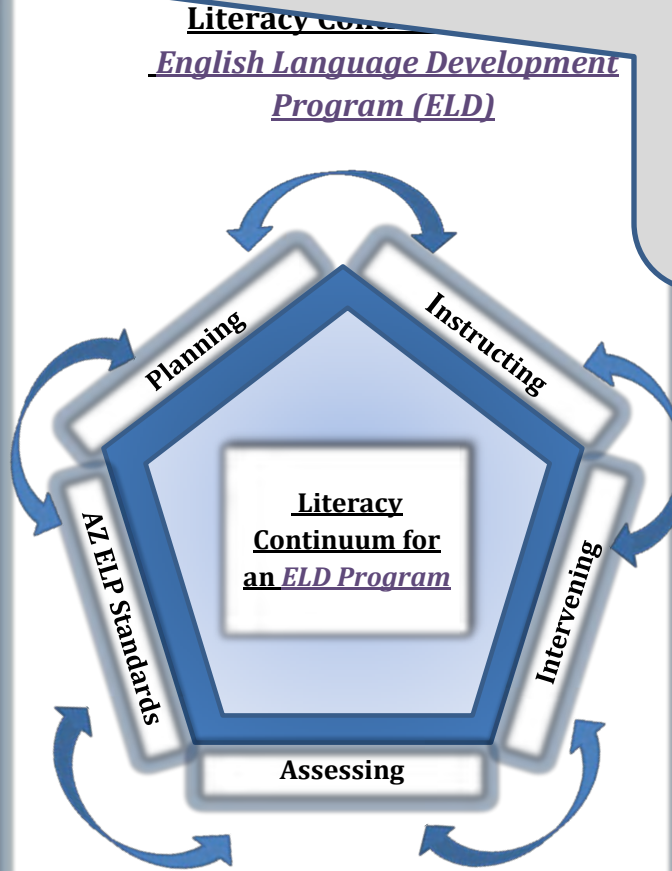 Literacy
English Language Development
Program (ELD)
Planning
Instructing
Literacy
Continuum for
an ELD Program
AZ ELP Standards
Intervening
Assessing